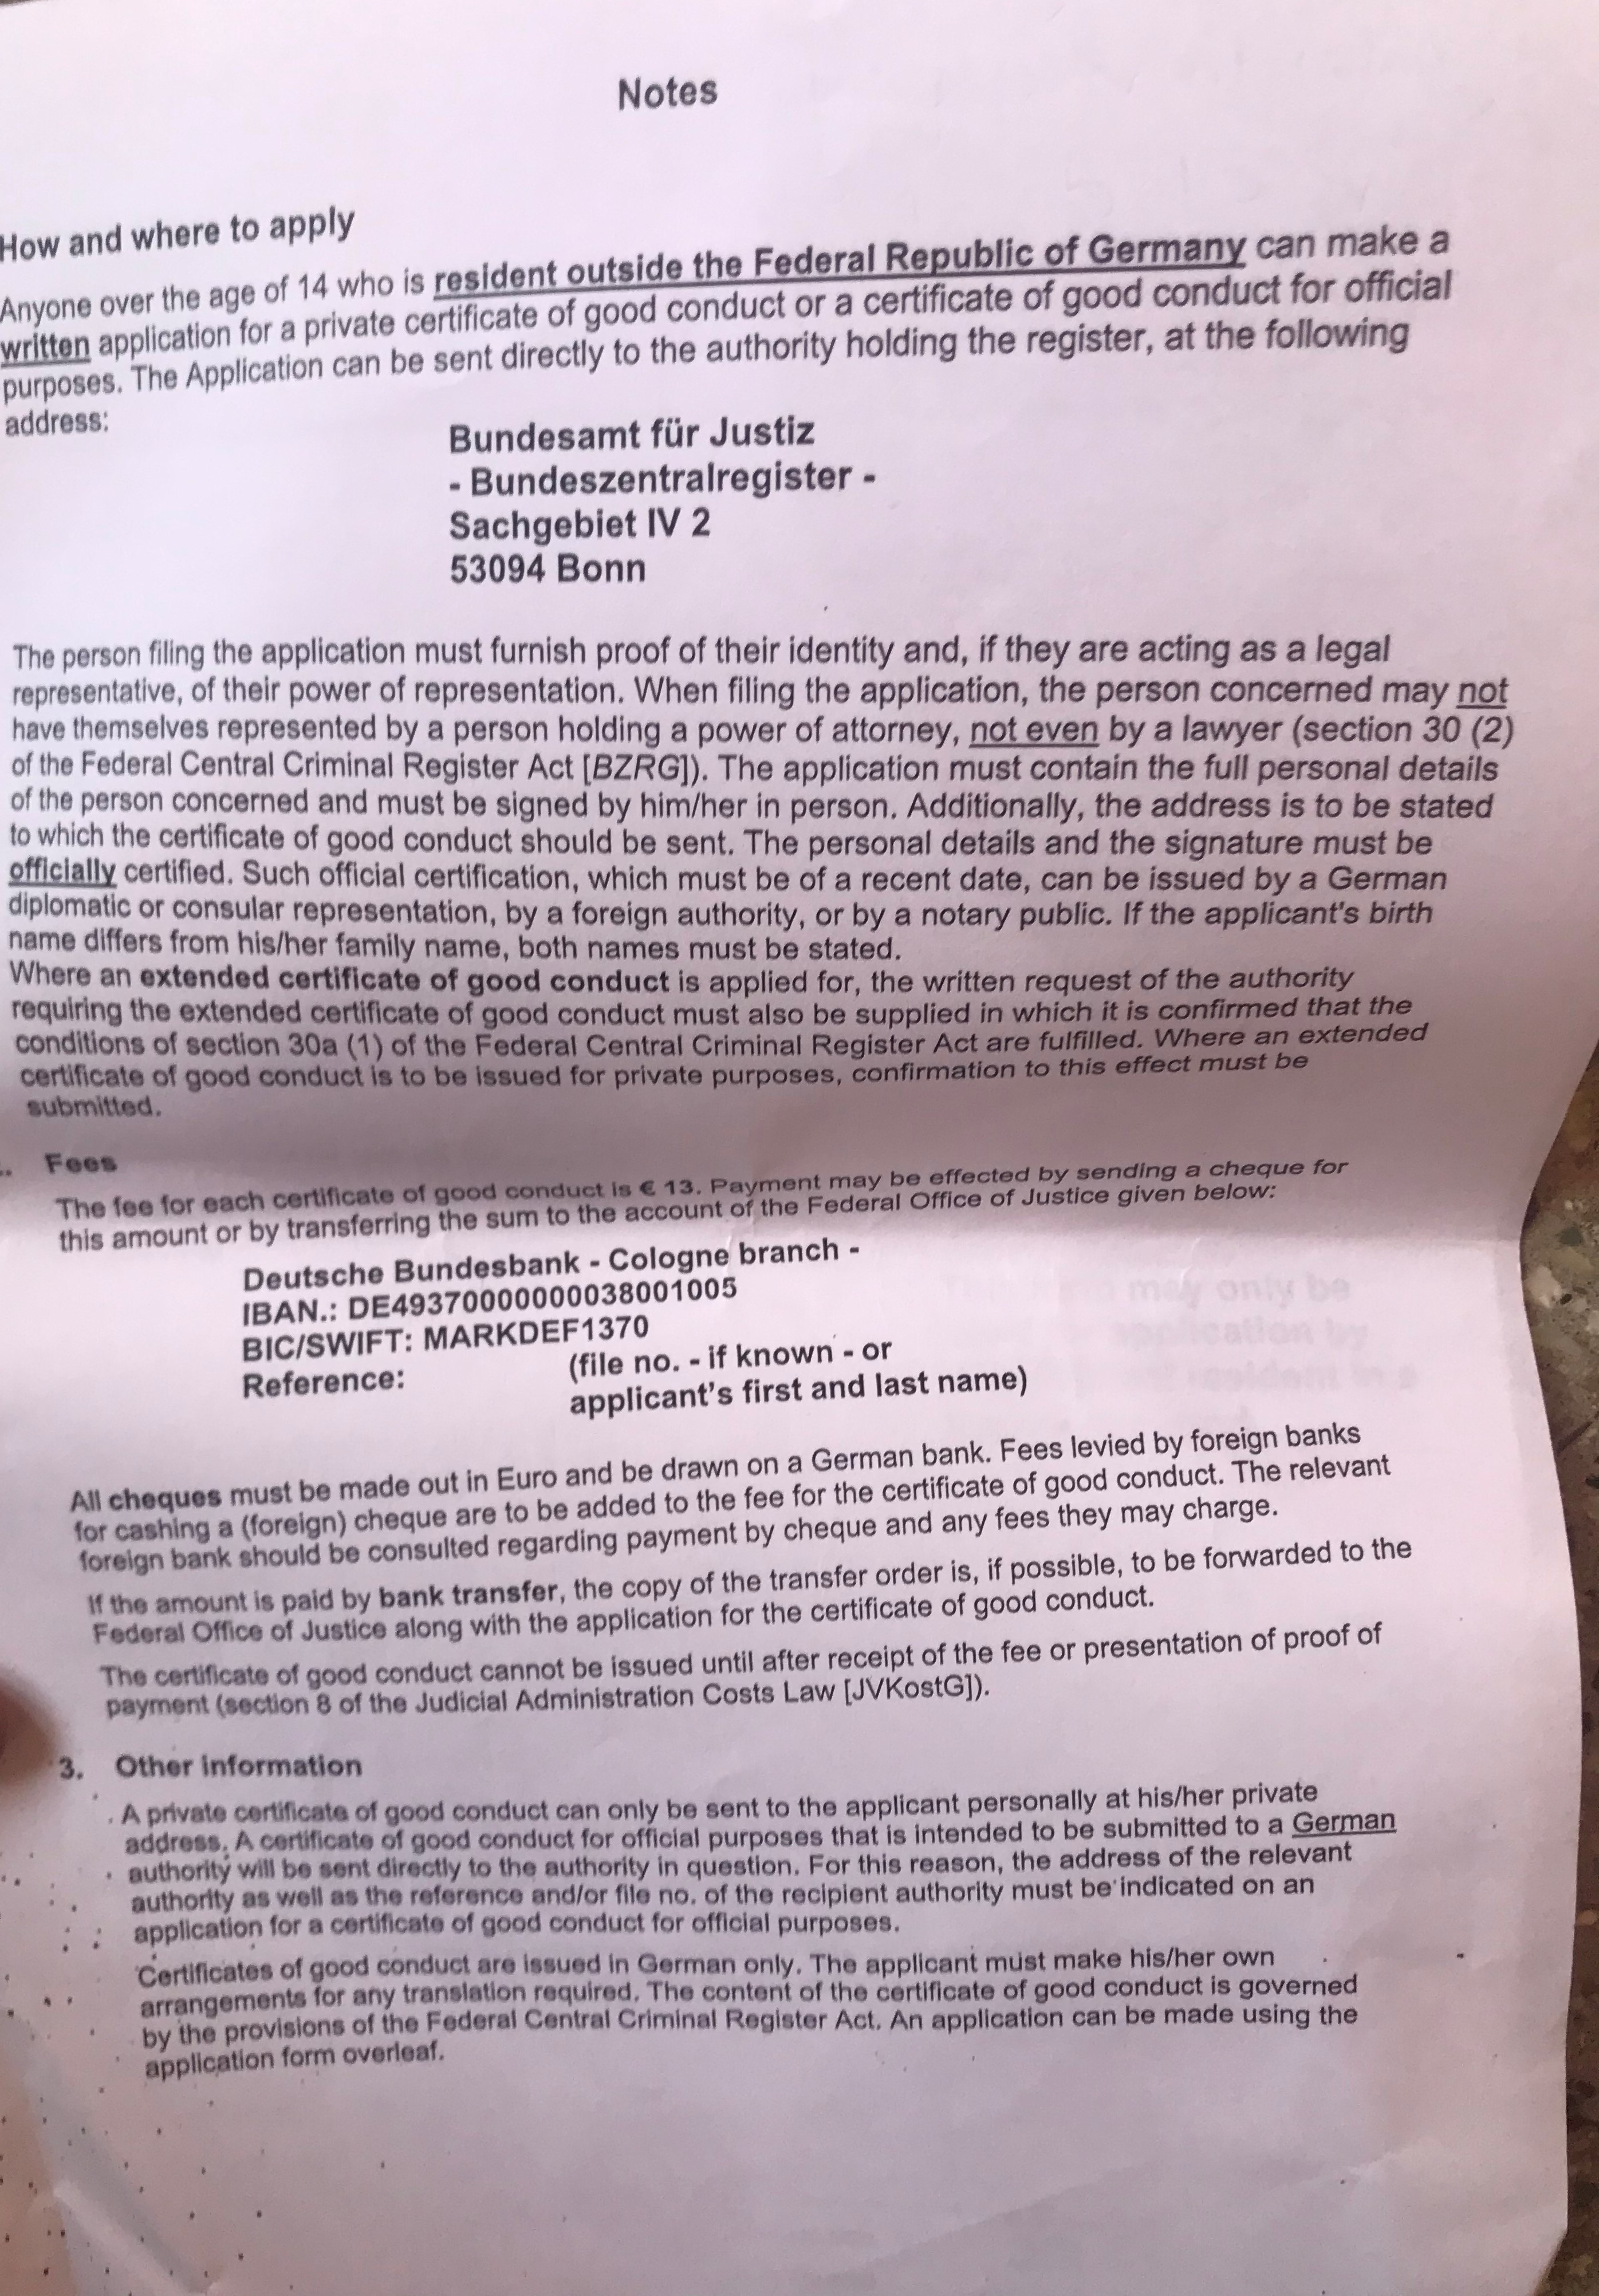 Notes
How and where to apply
Anyone over the age of 14 who is resident outside the Federal Republic of Germany can make a
written application for a private certificate of good conduct or a certificate of good conduct for official
purposes. The Application can be sent directly to the authority holding the register, at the following
address:
Bundesamt für Justiz
- Bundeszentralregister -
Sachgebiet IV 2
53094 Bonn
The person filing the application must furnish proof of their identity and, if they are acting as a legal
representative, of their power of representation. When filing the application, the person concerned may not
have themselves represented by a person holding a power of attorney, not even by a lawyer (section 30 (2)
of the Federal Central Criminal Register Act [BZRG]). The application must contain the full personal details
of the person concerned and must be signed by him/her in person. Additionally, the address is to be stated
to which the certificate of good conduct should be sent. The personal details and the signature must be
officially certified. Such official certification, which must be of a recent date, can be issued by a German
diplomatic or consular representation, by a foreign authority, or by a notary public. If the applicant's birth
name differs from his/her family name, both names must be stated.
Where an extended certificate of good conduct is applied for, the written request of the authority
requiring the extended certificate of good conduct must also be supplied in which it is confirmed that the
conditions of section 30a (1) of the Federal Central Criminal Register Act are fulfilled. Where an extended
certificate of good conduct is to be issued for private purposes, confirmation to this effect must be
submitted.
Fees
The fee for each certificate of good conduct is € 13. Payment may be effected by sending a cheque for
this amount or by transferring the sum to the account of the Federal Office of Justice given below:
Deutsche Bundesbank - Cologne branch -
IBAN.: DE49370000000038001005
BIC/SWIFT: MARKDEF1370
Reference: (file no. - if known - or
applicant's first and last name)
All cheques must be made out in Euro and be drawn on a German bank. Fees levied by foreign banks
for cashing a (foreign) cheque are to be added to the fee for the certificate of good conduct. The relevant
foreign bank should be consulted regarding payment by cheque and any fees they may charge.
If the amount is paid by bank transfer, the copy of the transfer order is, if possible, to be forwarded to the
Federal Office of Justice along with the application for the certificate of good conduct.
The certificate of good conduct cannot be issued until after receipt of the fee or presentation of proof of
payment (section 8 of the Judicial Administration Costs Law [JVKostG]).
3. Other information
A private certificate of good conduct can only be sent to the applicant personally at his/her private
address. A certificate of good conduct for official purposes that is intended to be submitted to a German
authority will be sent directly to the authority in question. For this reason, the address of the relevant
authority as well as the reference and/or file no. of the recipient authority must be indicated on an
application for a certificate of good conduct for official purposes.
Certificates of good conduct are issued in German only. The applicant must make his/her own
arrangements for any translation required. The content of the certificate of good conduct is governed
by the provisions of the Federal Central Criminal Register Act. An application can be made using the
application form overleaf.